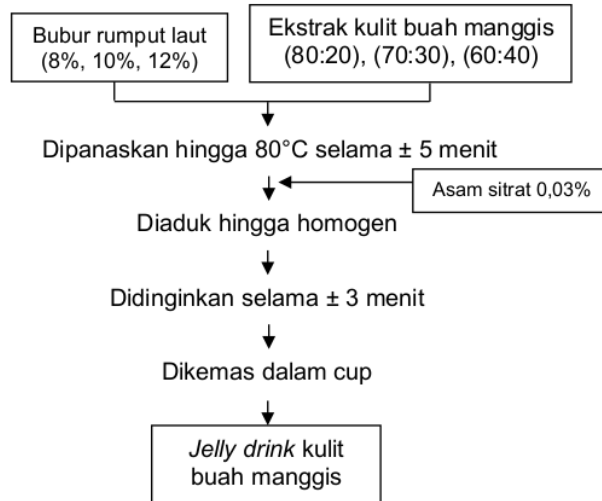 Bubur rumput laut
(8%, 10%, 12%)
Ekstrak kulit buah manggis
(80:20), (70:30), (60:40)
Dipanaskan hingga 80°C selama ± 5 menit
Asam sitrat 0,03%
Diaduk hingga homogen
Didinginkan selama ± 3 menit
Dikemas dalam cup
Jelly drink kulit
buah manggis